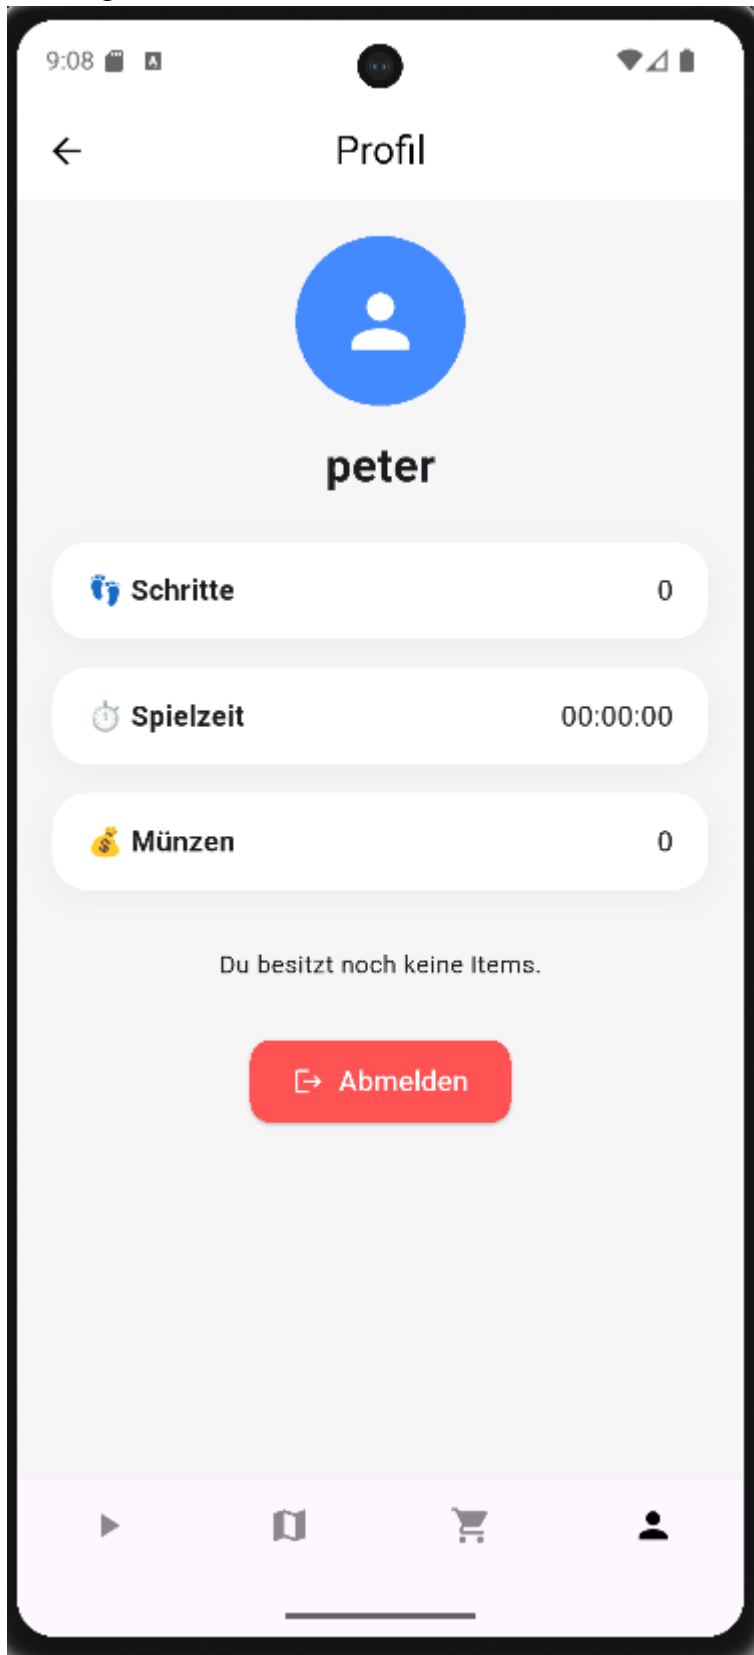 9:08
Profil
peter
Schritte 0
Spielzeit 00:00:00
Münzen 0
Du besitzt noch keine Items.
Abmelden